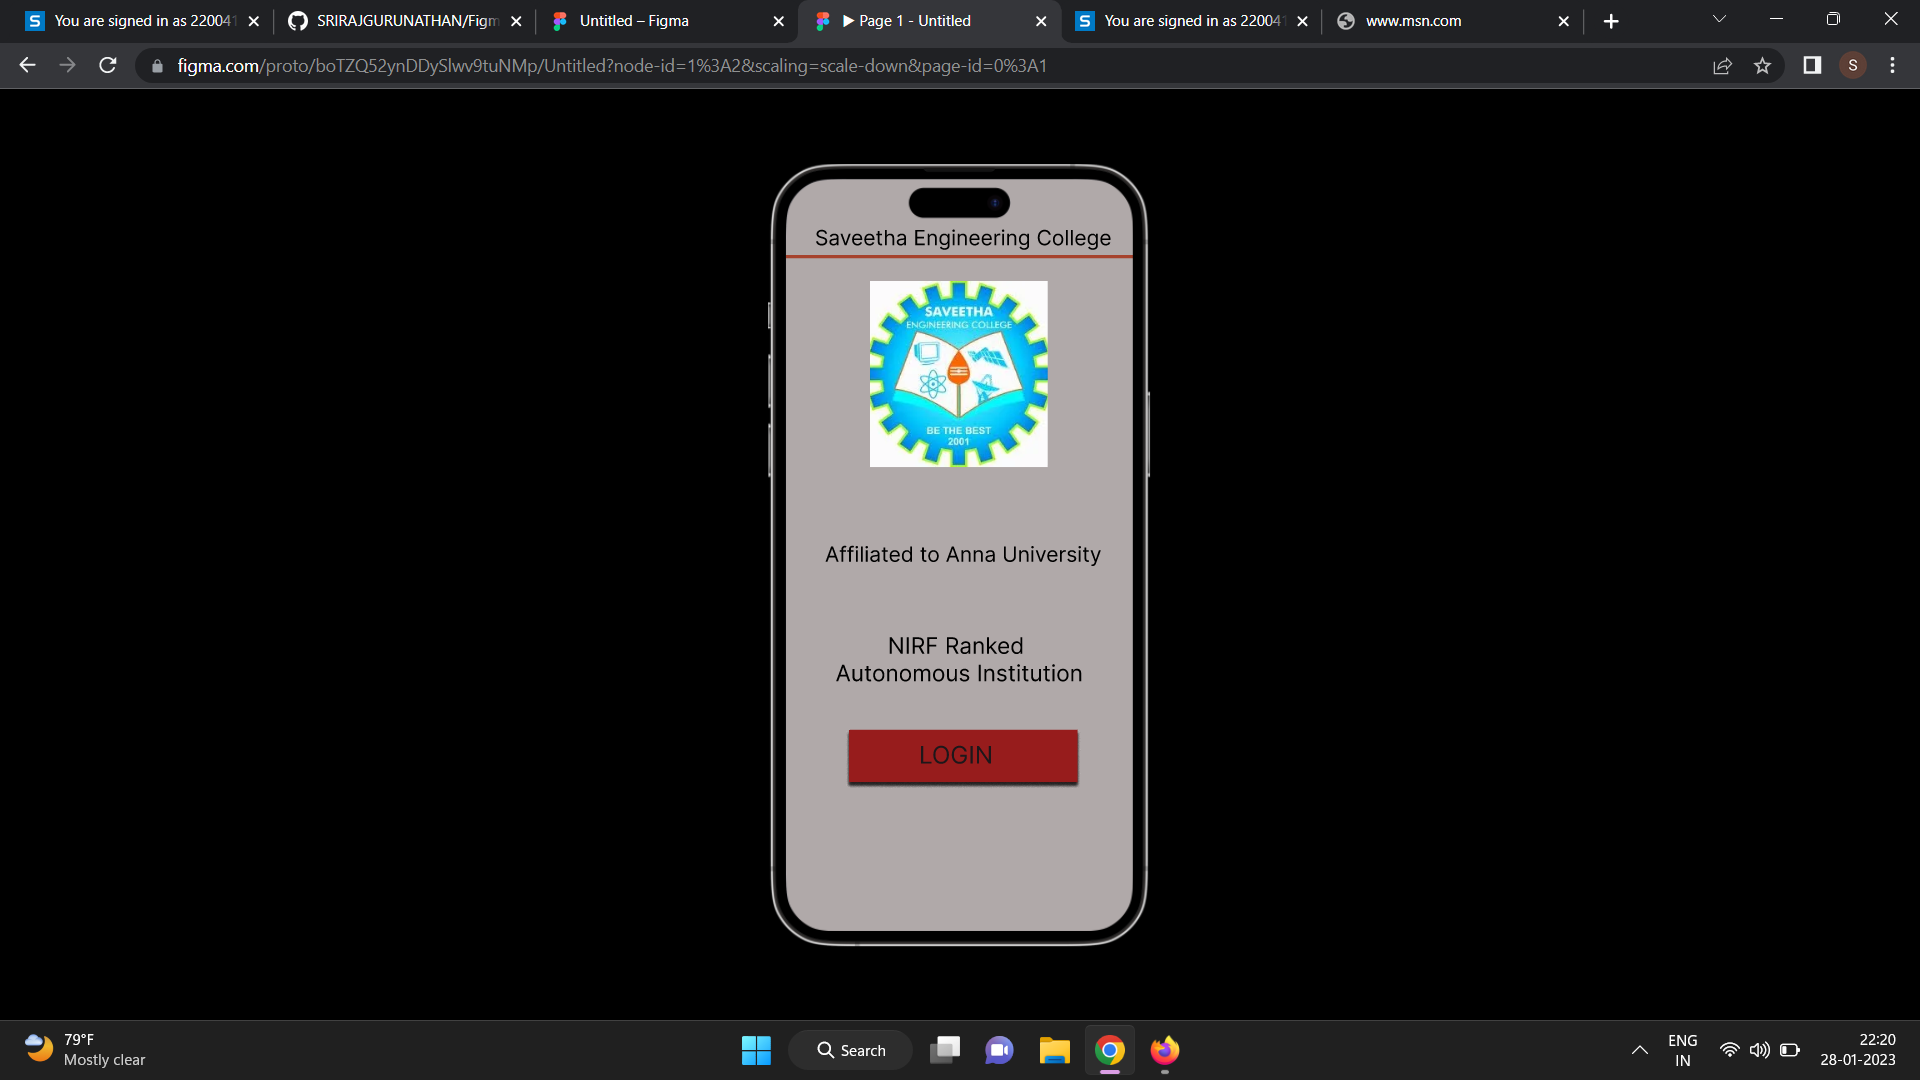 You are signed in as 220041
SRIRAJGURUNATHAN/Figm
Untitled – Figma
Page 1 - Untitled
You are signed in as 220041
www.msn.com
figma.com/proto/boTZQ52ynDDySlwv9tuNMp/Untitled?node-id=1%3A2&scaling=scale-down&page-id=0%3A1
S
Saveetha Engineering College
SAVEETHA
ENGINEERING COLLEGE
BE THE BEST
2001
Affiliated to Anna University
NIRF Ranked
Autonomous Institution
LOGIN
79°F
Mostly clear
Search
ENG
IN
22:20
28-01-2023